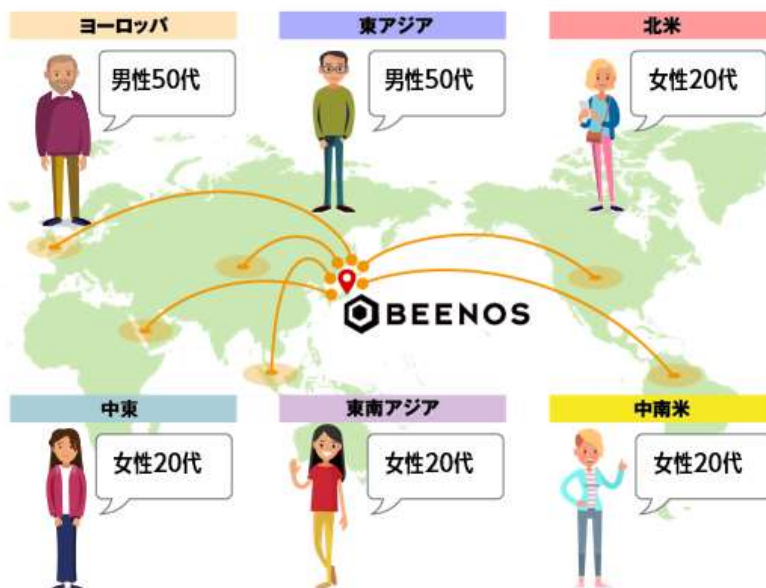 ヨーロッパ
東アジア
北米
男性50代
男性50代
女性20代
BEENOS
中東
東南アジア
中南米
女性20代
女性20代
女性20代